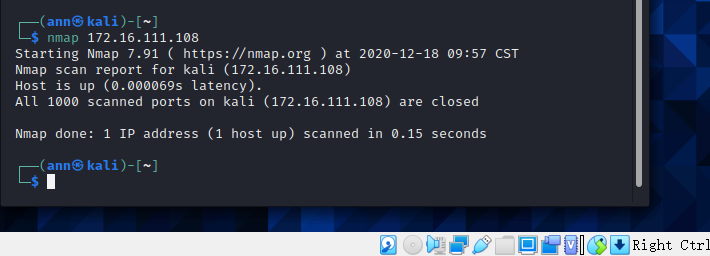 ┌──(ann㉿kali)-[~]
└─$ nmap 172.16.111.108
Starting Nmap 7.91 ( https://nmap.org ) at 2020-12-18 09:57 CST
Nmap scan report for kali (172.16.111.108)
Host is up (0.000069s latency).
All 1000 scanned ports on kali (172.16.111.108) are closed

Nmap done: 1 IP address (1 host up) scanned in 0.15 seconds

┌──(ann㉿kali)-[~]
└─$
Right Ctrl